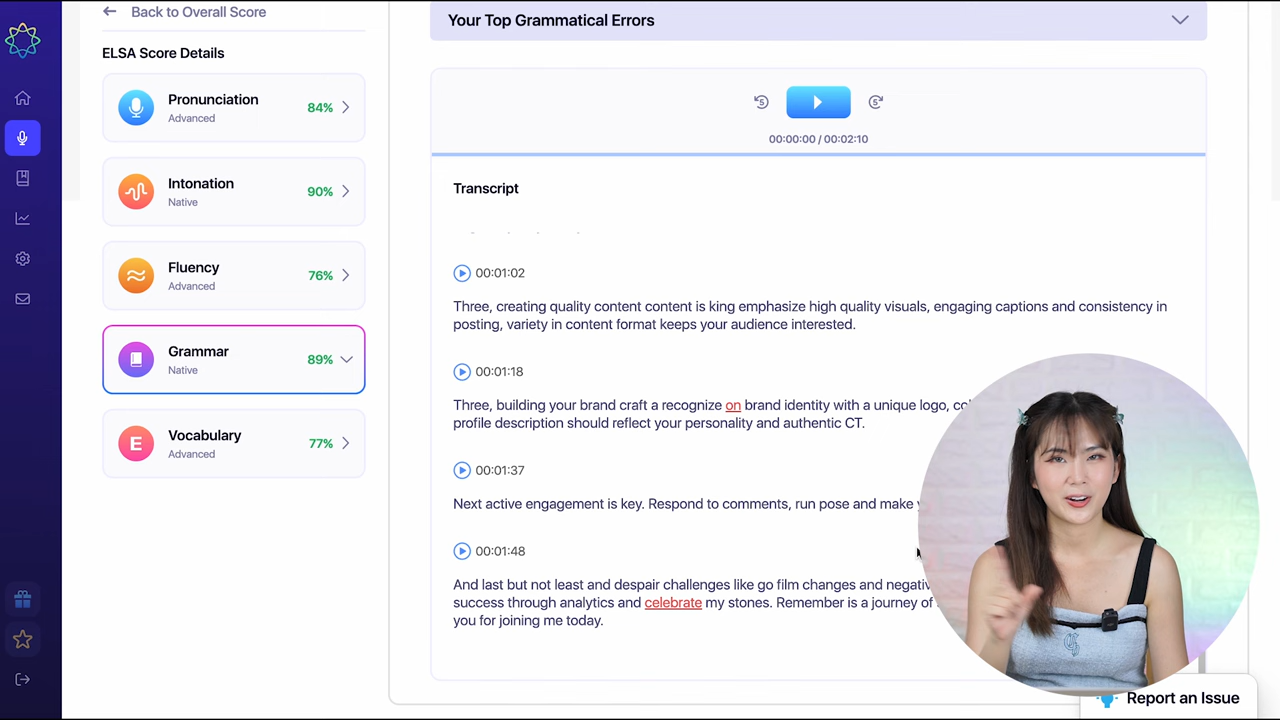 Back to Overall Score
ELSA Score Details
Pronunciation
Advanced
84%
Intonation
Native
90%
Fluency
Advanced
76%
Grammar
Native
89%
E
Vocabulary
Advanced
77%
Your Top Grammatical Errors
5
5
00:00:00 / 00:02:10
Transcript
00:01:02
Three, creating quality content content is king emphasize high quality visuals, engaging captions and consistency in
posting, variety in content format keeps your audience interested.
00:01:18
Three, building your brand craft a recognize on brand identity with a unique logo,
profile description should reflect your personality and authentic CT.
00:01:37
Next active engagement is key. Respond to comments, run pose and make
00:01:48
And last but not least and despair challenges like go film changes and
success through analytics and celebrate my stones. Remember is a journey of
you for joining me today.
Report an Issue